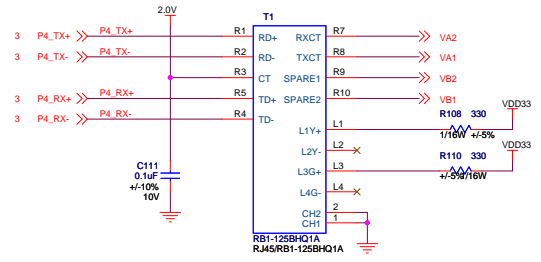 2.0V
T1
3 P4_TX+ P4_TX+ R1 RD+ RXCT R7 VA2
3 P4_TX- P4_TX- R2 RD- TXCT R8 VA1
R3 CT SPARE1 R9 VB2
3 P4_RX+ P4_RX+ R5 TD+ SPARE2 R10 VB1
3 P4_RX- P4_RX- R4 TD-
VDD33
R108 330
L1Y+ L1
1/16W +/-5%
L2Y- L2
VDD33
R110 330
L3G+ L3
+/-5% 1/16W
C111
0.1uF
+/-10%
10V
L4G- L4
CH2 2
CH1 1
RB1-125BHQ1A
RJ45/RB1-125BHQ1A